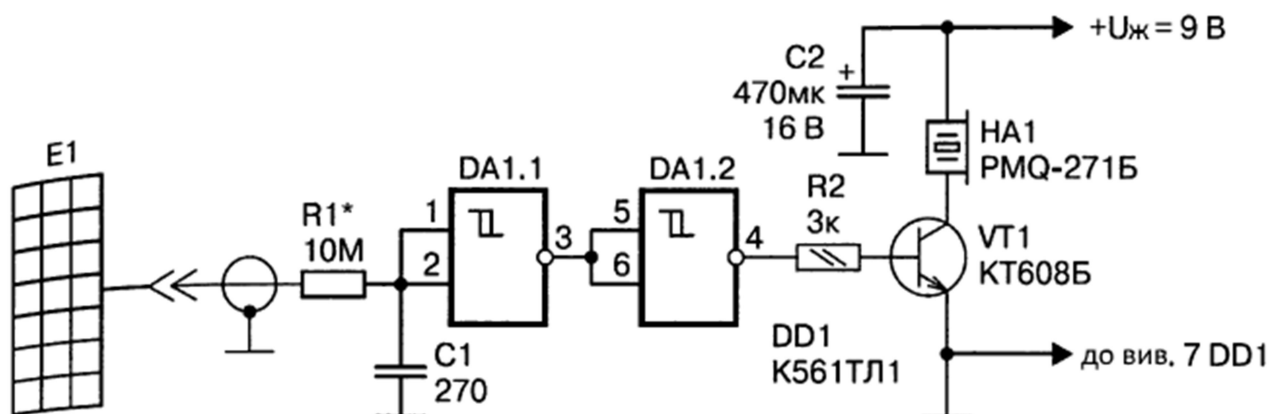 +Uж = 9 В
C2
+
470мк
16 В
HA1
PMQ-271Б
E1
DA1.1
DA1.2
R1*
10М
1
2
3
5
6
4
R2
3к
VT1
КТ608Б
C1
270
DD1
К561ТЛ1
до вив. 7 DD1